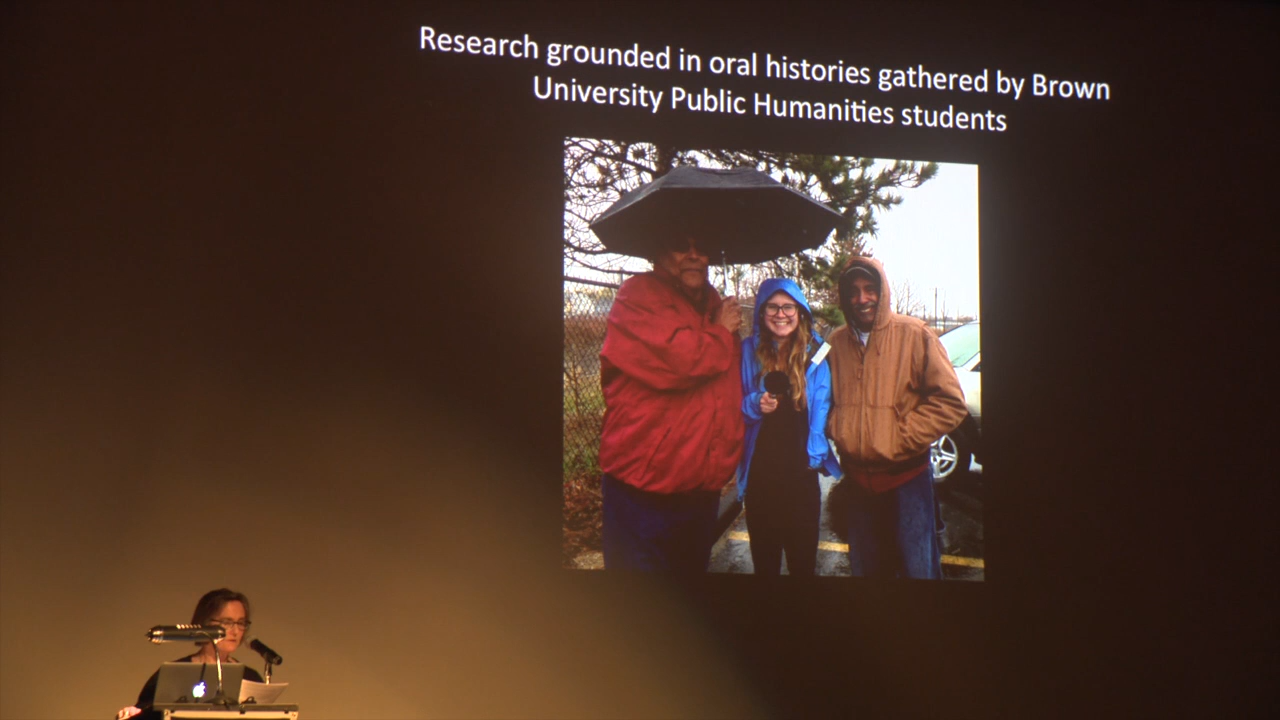 Research grounded in oral histories gathered by Brown
University Public Humanities students